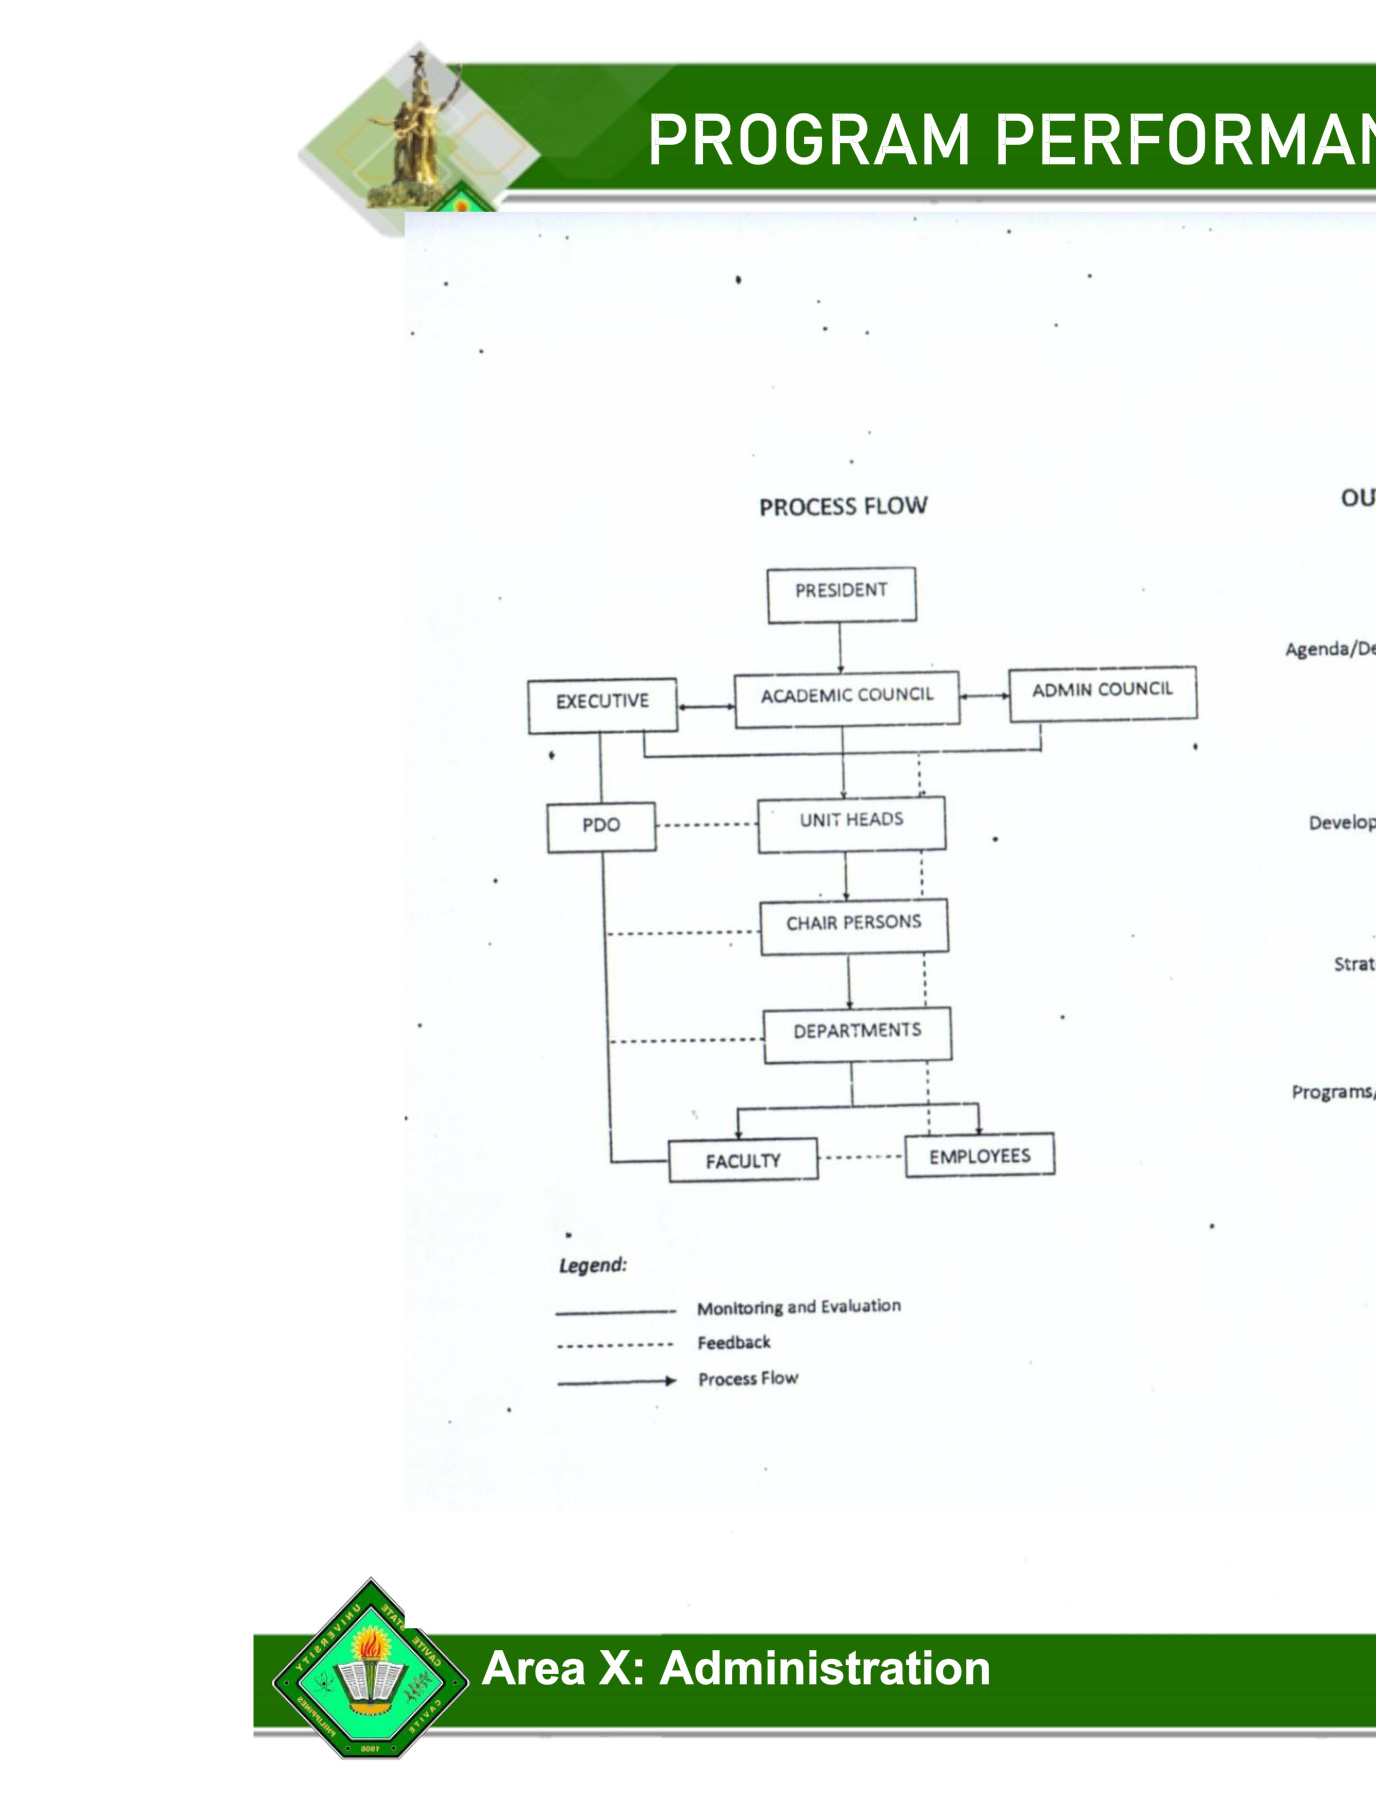 PROGRAM PERFORMAN
PROCESS FLOW
OU
PRESIDENT
Agenda/De
EXECUTIVE
ACADEMIC COUNCIL
ADMIN COUNCIL
PDO
UNIT HEADS
Develop
CHAIR PERSONS
Strat
DEPARTMENTS
Programs/
FACULTY
EMPLOYEES
Legend:
Monitoring and Evaluation
Feedback
Process Flow
CAVITE STATE UNIVERSITY
CAVITE
PHILIPPINES
1906
Area X: Administration